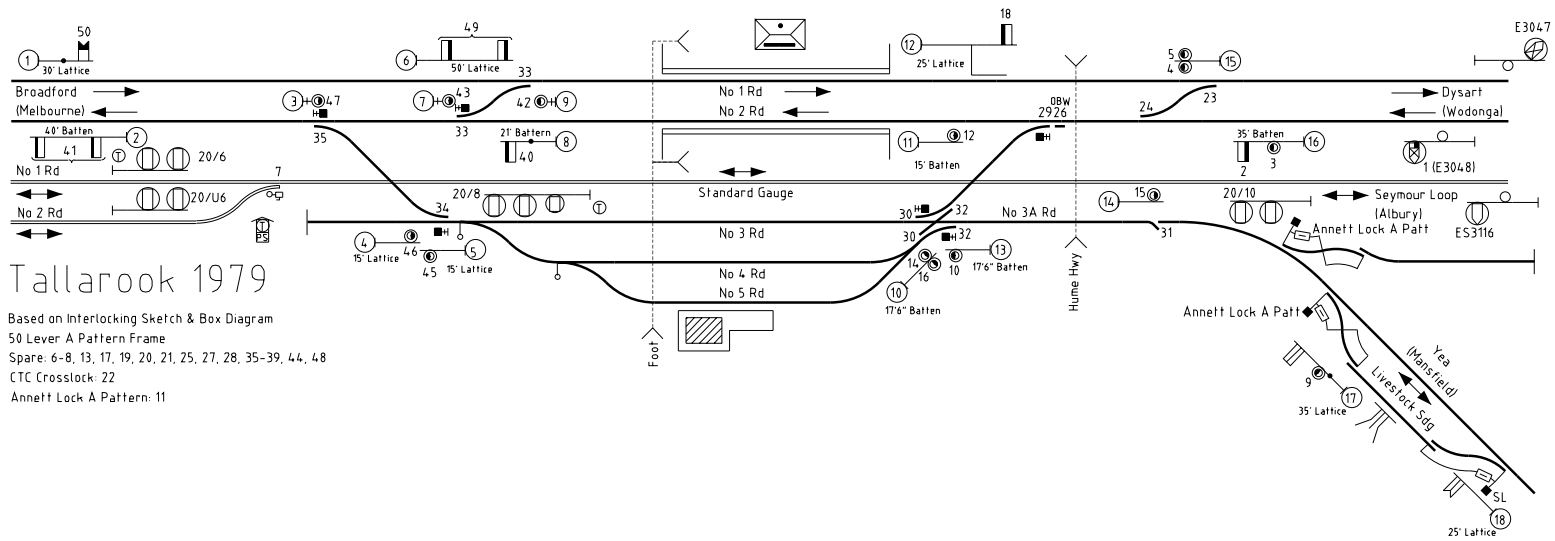 50
49
18
E3047
1
30' Lattice
6
50' Lattice
33
12
25' Lattice
5
4
15
Broadford
(Melbourne)
3
47
7
43
42
9
33
No 1 Rd
No 2 Rd
OBW
29 26
24
23
Dysart
(Wodonga)
40' Batten
2
41
T
20/6
35
21' Battern
40
8
11
12
15' Batten
35' Batten
16
2
3
1 (E3048)
No 1 Rd
7
Standard Gauge
20/U6
No 2 Rd
T
PS
34
20/8
T
30
32
No 3A Rd
14
15
20/10
Seymour Loop
(Albury)
ES3116
No 3 Rd
30
32
31
Annett Lock A Patt
4
46
15' Lattice
45
5
15' Lattice
No 4 Rd
No 5 Rd
14
16
10
13
17'6" Batten
10
17'6" Batten
Foot
Hume Hwy
Tallarook 1979
Based on Interlocking Sketch & Box Diagram
50 Lever A Pattern Frame
Spare: 6-8, 13, 17, 19, 20, 21, 25, 27, 28, 35-39, 44, 48
CTC Crosslock: 22
Annett Lock A Pattern: 11
Annett Lock A Patt
Yea
(Mansfield)
Livestock Sdg
9
17
35' Lattice
SL
18
25' Lattice